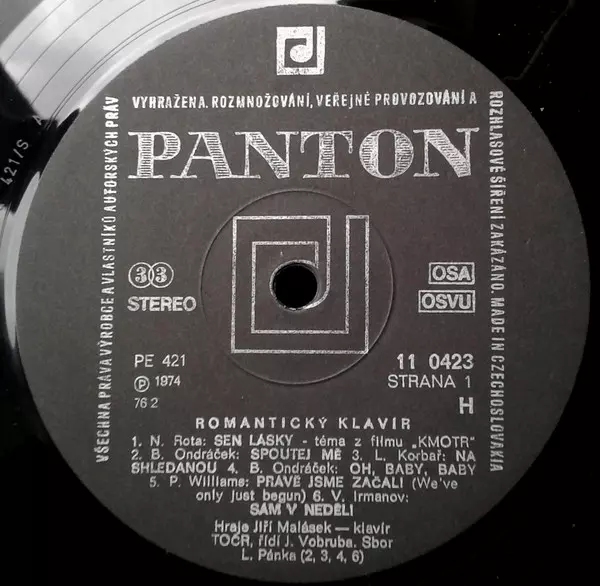 VYHRAŽENA. ROZMNOŽOVÁNÍ, VEŘEJNÉ PROVOZOVÁNÍ A
ROZHLASOVÉ ŠÍŘENÍ ZAKÁZÁNO. MADE IN CZECHOSLOVAKIA
VŠECHNA PRÁVA VÝROBCE A VLASTNÍKŮ AUTORSKÝCH PRÁV
421/S
PANTON
33
STEREO
OSA
OSVU
PE 421
℗ 1974
76 2
11 0423
STRANA 1
H
ROMANTICKÝ KLAVÍR
1. N. Rota: SEN LÁSKY - téma z filmu „KMOTR"
2. B. Ondráček: SPOUTEJ MĚ 3. L. Korbař: NA
SHLEDANOU 4. B. Ondráček: OH, BABY, BABY
5. P. Williams: PRÁVĚ JSME ZAČALI (We've
only just begun) 6. V. Irmanov:
SÁM V NEDĚLI
Hraje Jiří Malásek — klavír
TOČR, řídí J. Vobruba. Sbor
L. Pánka (2, 3, 4, 6)